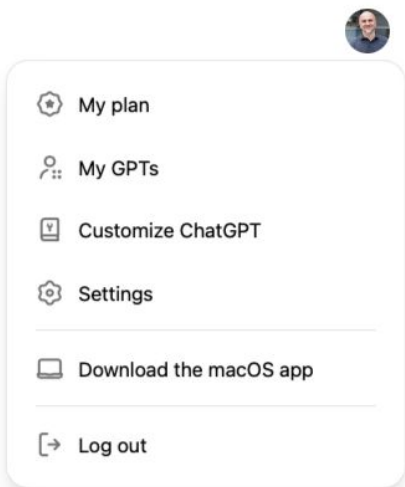 My plan
My GPTs
Customize ChatGPT
Settings
Download the macOS app
Log out